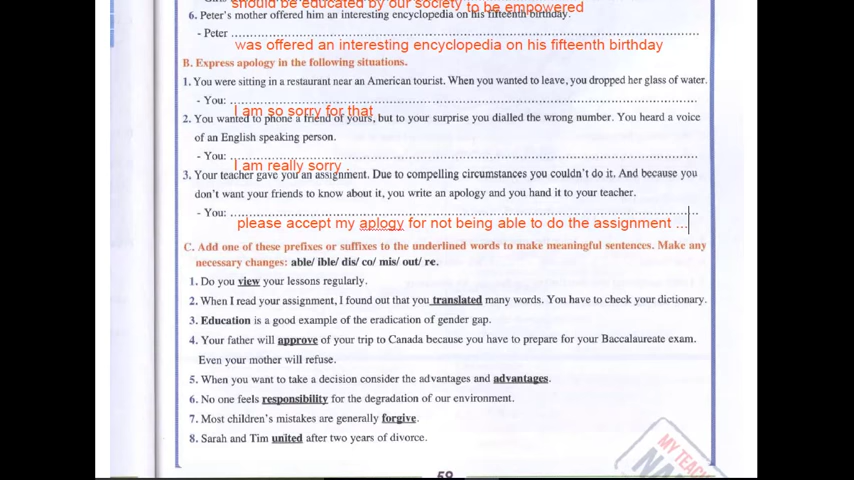 should be educated by our society to be empowered
6. Peter's mother offered him an interesting encyclopedia on his fifteenth birthday.
- Peter ........................
was offered an interesting encyclopedia on his fifteenth birthday
B. Express apology in the following situations.
1. You were sitting in a restaurant near an American tourist. When you wanted to leave, you dropped her glass of water.
- You: ........................
I am so sorry for that
2. You wanted to phone a friend of yours, but to your surprise you dialled the wrong number. You heard a voice
of an English speaking person.
- You: ........................
I am really sorry .
3. Your teacher gave you an assignment. Due to compelling circumstances you couldn't do it. And because you
don't want your friends to know about it, you write an apology and you hand it to your teacher.
- You: ........................
please accept my aplogy for not being able to do the assignment ...
C. Add one of these prefixes or suffixes to the underlined words to make meaningful sentences. Make any
necessary changes: able/ ible/ dis/ co/ mis/ out/ re.
1. Do you view your lessons regularly.
2. When I read your assignment, I found out that you translated many words. You have to check your dictionary.
3. Education is a good example of the eradication of gender gap.
4. Your father will approve of your trip to Canada because you have to prepare for your Baccalaureate exam.
Even your mother will refuse.
5. When you want to take a decision consider the advantages and advantages.
6. No one feels responsibility for the degradation of our environment.
7. Most children's mistakes are generally forgive.
8. Sarah and Tim united after two years of divorce.
MY TEAC